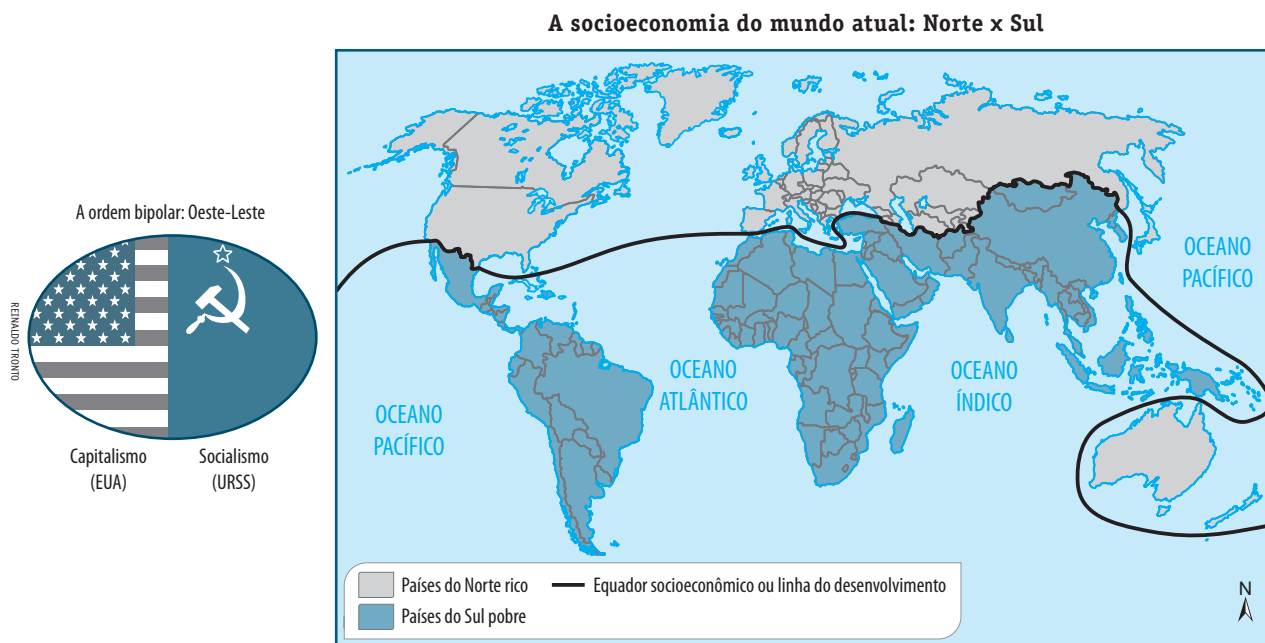 A socioeconomia do mundo atual: Norte x Sul
A ordem bipolar: Oeste-Leste
REINALDO TRONTO
Capitalismo
(EUA)
Socialismo
(URSS)
OCEANO
PACÍFICO
OCEANO
ATLÂNTICO
OCEANO
ÍNDICO
OCEANO
PACÍFICO
Países do Norte rico
Equador socioeconômico ou linha do desenvolvimento
Países do Sul pobre
N